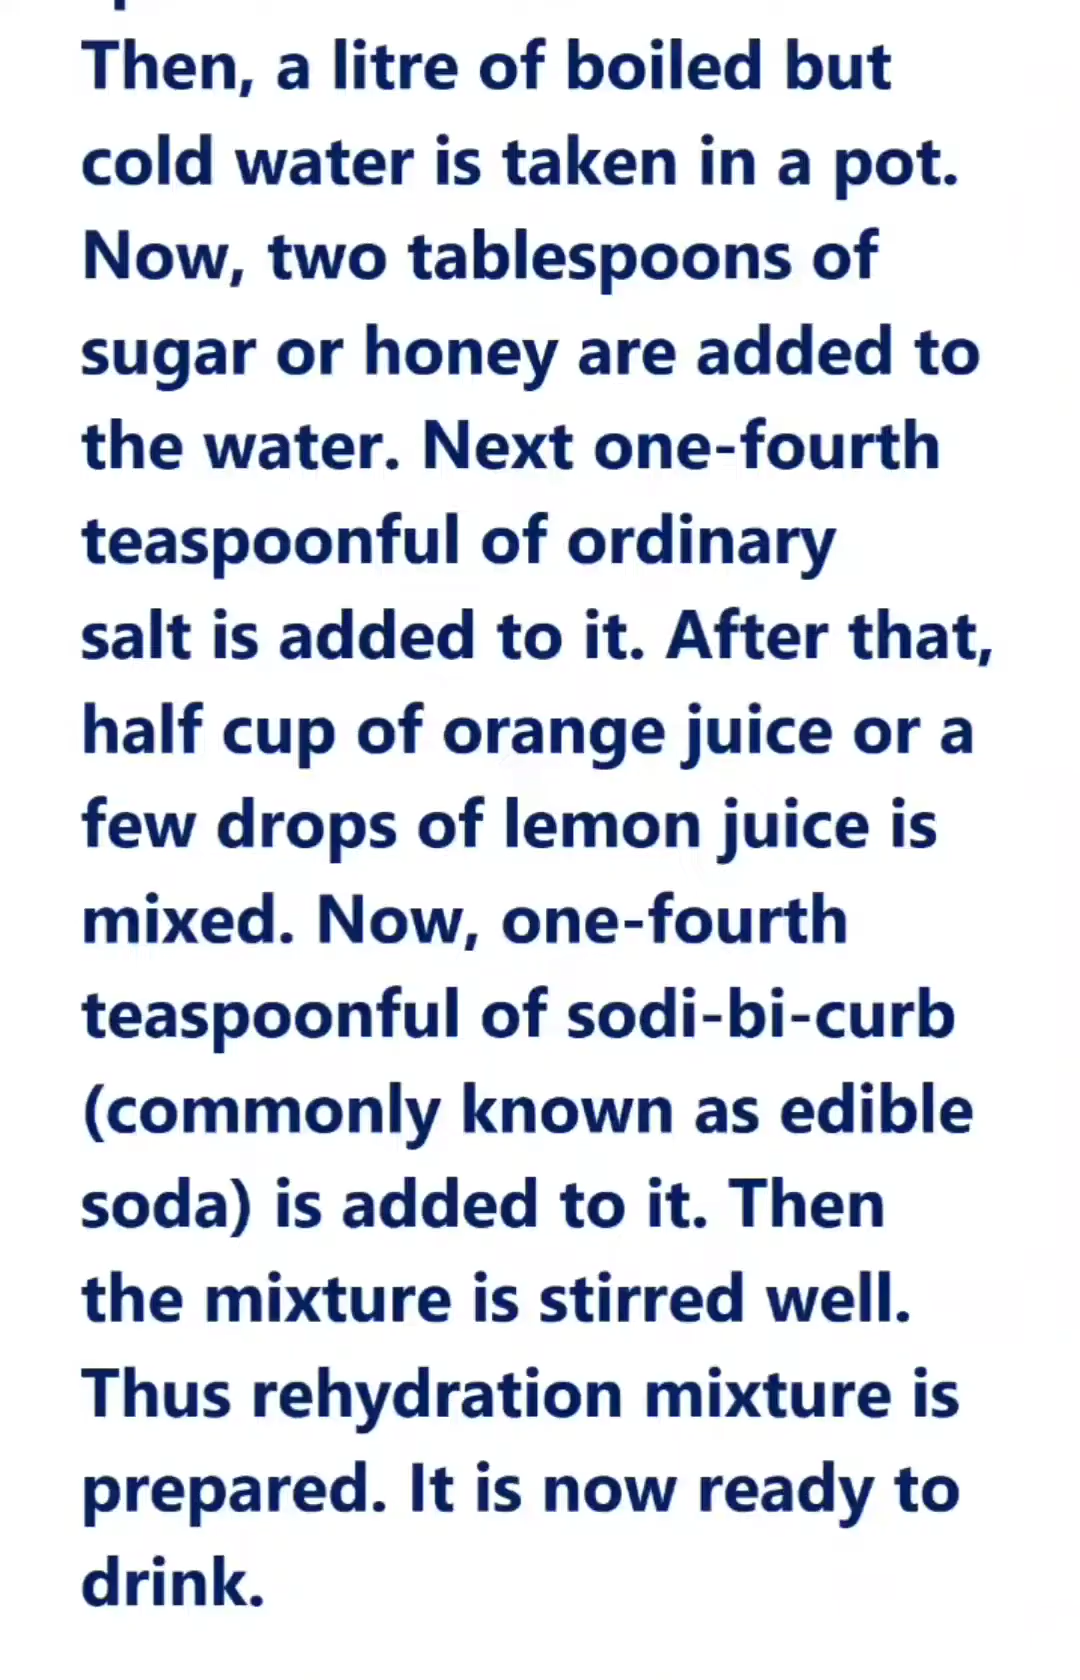 Then, a litre of boiled but
cold water is taken in a pot.
Now, two tablespoons of
sugar or honey are added to
the water. Next one-fourth
teaspoonful of ordinary
salt is added to it. After that,
half cup of orange juice or a
few drops of lemon juice is
mixed. Now, one-fourth
teaspoonful of sodi-bi-curb
(commonly known as edible
soda) is added to it. Then
the mixture is stirred well.
Thus rehydration mixture is
prepared. It is now ready to
drink.